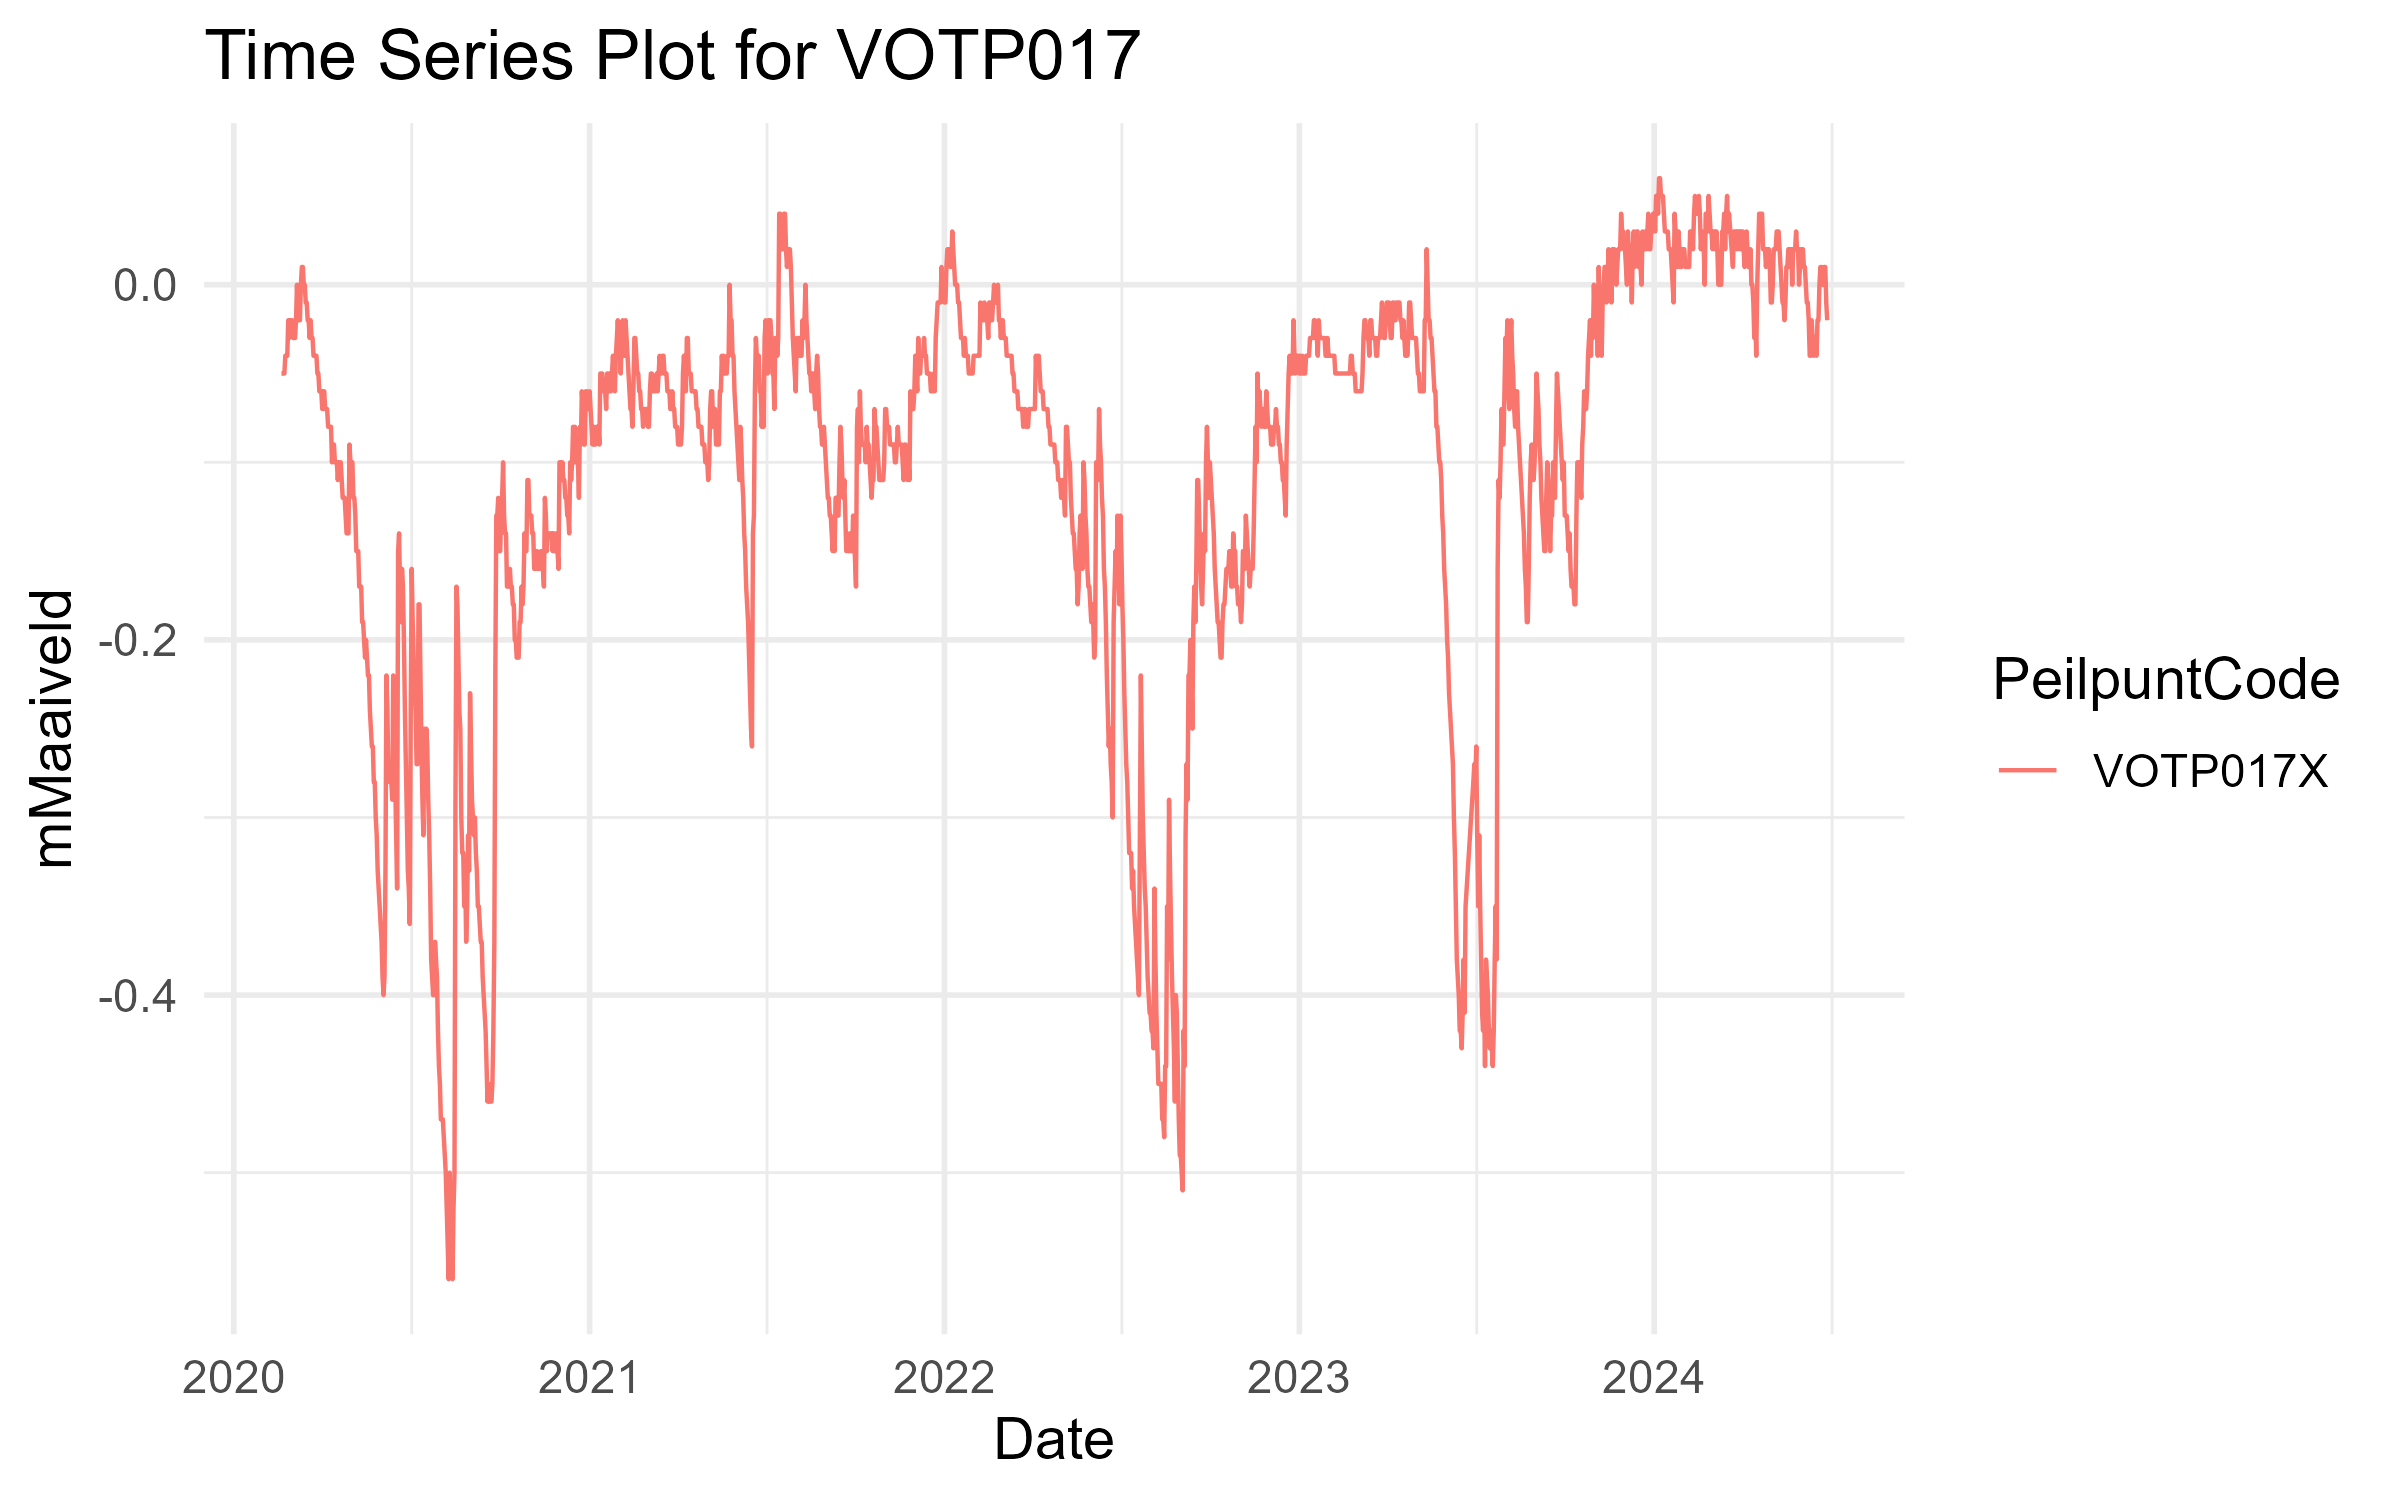 Time Series Plot for VOTP017
mMaaiveld
0.0
-0.2
-0.4
2020 2021 2022 2023 2024
Date
PeilpuntCode
VOTP017X